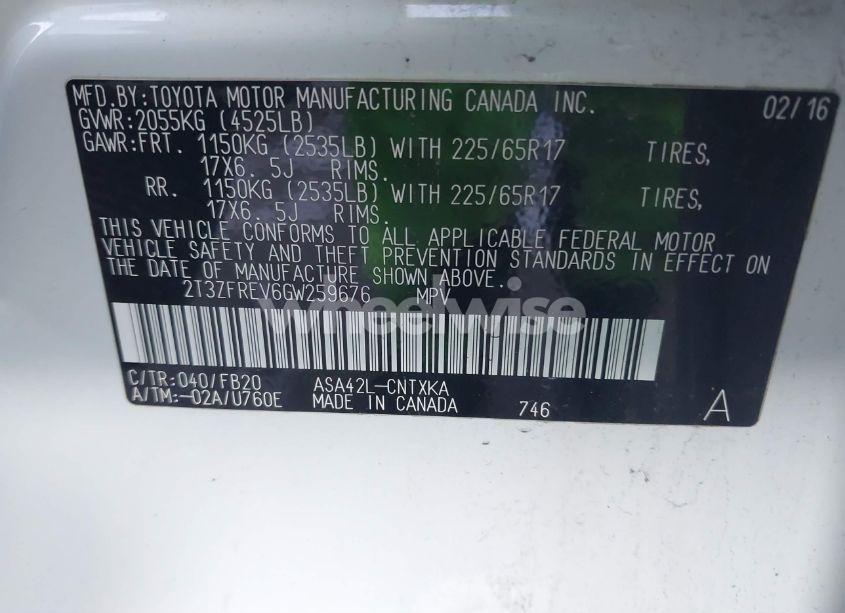 MFD.BY:TOYOTA MOTOR MANUFACTURING CANADA INC. 02/16
GVWR:2055KG (4525LB)
GAWR:FRT. 1150KG (2535LB) WITH 225/65R17 TIRES,
17X6. 5J RIMS.
RR. 1150KG (2535LB) WITH 225/65R17 TIRES,
17X6. 5J RIMS.
THIS VEHICLE CONFORMS TO ALL APPLICABLE FEDERAL MOTOR
VEHICLE SAFETY AND THEFT PREVENTION STANDARDS IN EFFECT ON
THE DATE OF MANUFACTURE SHOWN ABOVE.
2T3ZFREV6GW259676 MPV
wheelwise
C/TR:040/FB20 ASA42L-CNTXKA
A/TM:-02A/U760E MADE IN CANADA 746 A